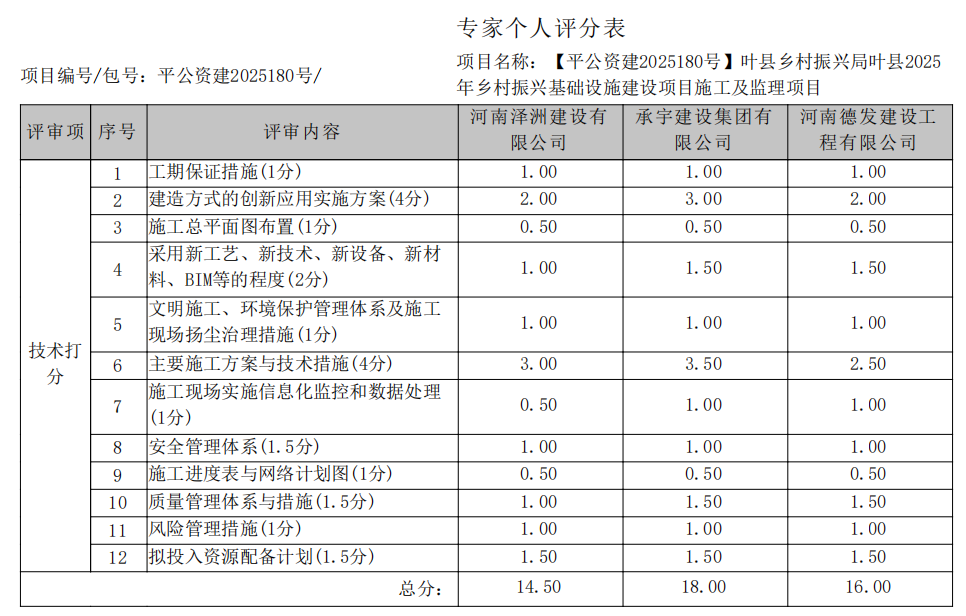 专家个人评分表
项目编号/包号：平公资建2025180号/
项目名称：【平公资建2025180号】叶县乡村振兴局叶县2025
年乡村振兴基础设施建设项目施工及监理项目
评审项 序号 评审内容 河南泽洲建设有 承宇建设集团有 河南德发建设工
限公司 限公司 程有限公司
1 工期保证措施(1分) 1.00 1.00 1.00
2 建造方式的创新应用实施方案(4分) 2.00 3.00 2.00
3 施工总平面图布置(1分) 0.50 0.50 0.50
采用新工艺、新技术、新设备、新材
4 料、BIM等的程度(2分) 1.00 1.50 1.50
文明施工、环境保护管理体系及施工
5 现场扬尘治理措施(1分) 1.00 1.00 1.00
技术打
分
6 主要施工方案与技术措施(4分) 3.00 3.50 2.50
施工现场实施信息化监控和数据处理
7 (1分) 0.50 1.00 1.00
8 安全管理体系(1.5分) 1.00 1.00 1.00
9 施工进度表与网络计划图(1分) 0.50 0.50 0.50
10 质量管理体系与措施(1.5分) 1.00 1.50 1.50
11 风险管理措施(1分) 1.00 1.00 1.00
12 拟投入资源配备计划(1.5分) 1.50 1.50 1.50
总分： 14.50 18.00 16.00